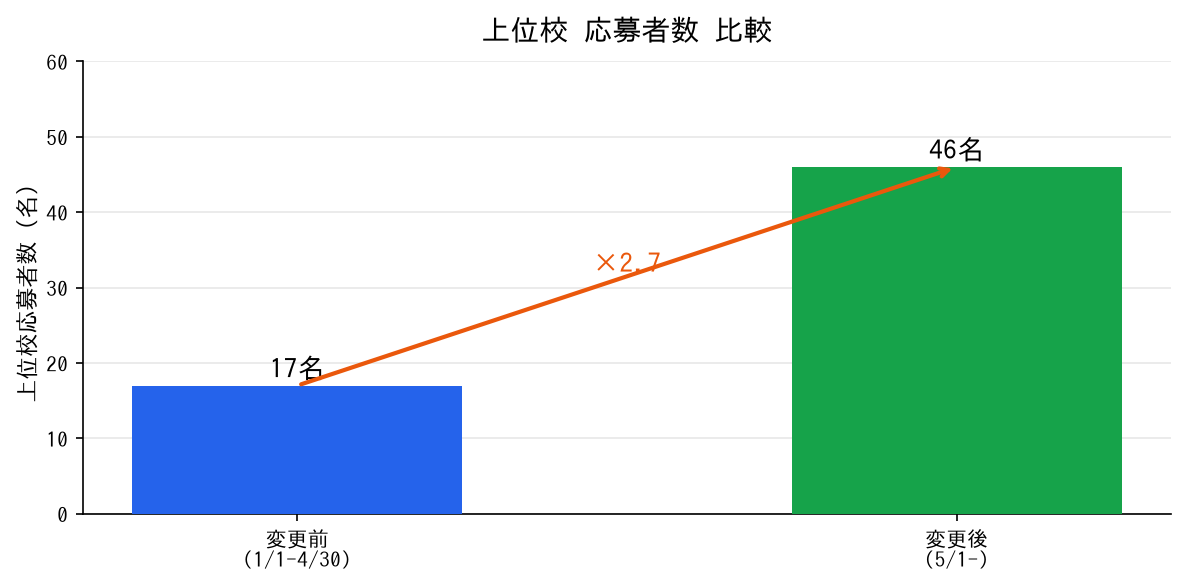 上位校 応募者数 比較
上位校応募者数 (名)
60
50
40
30
20
10
0
17名
×2.7
46名
変更前
(1/1-4/30)
変更後
(5/1-)